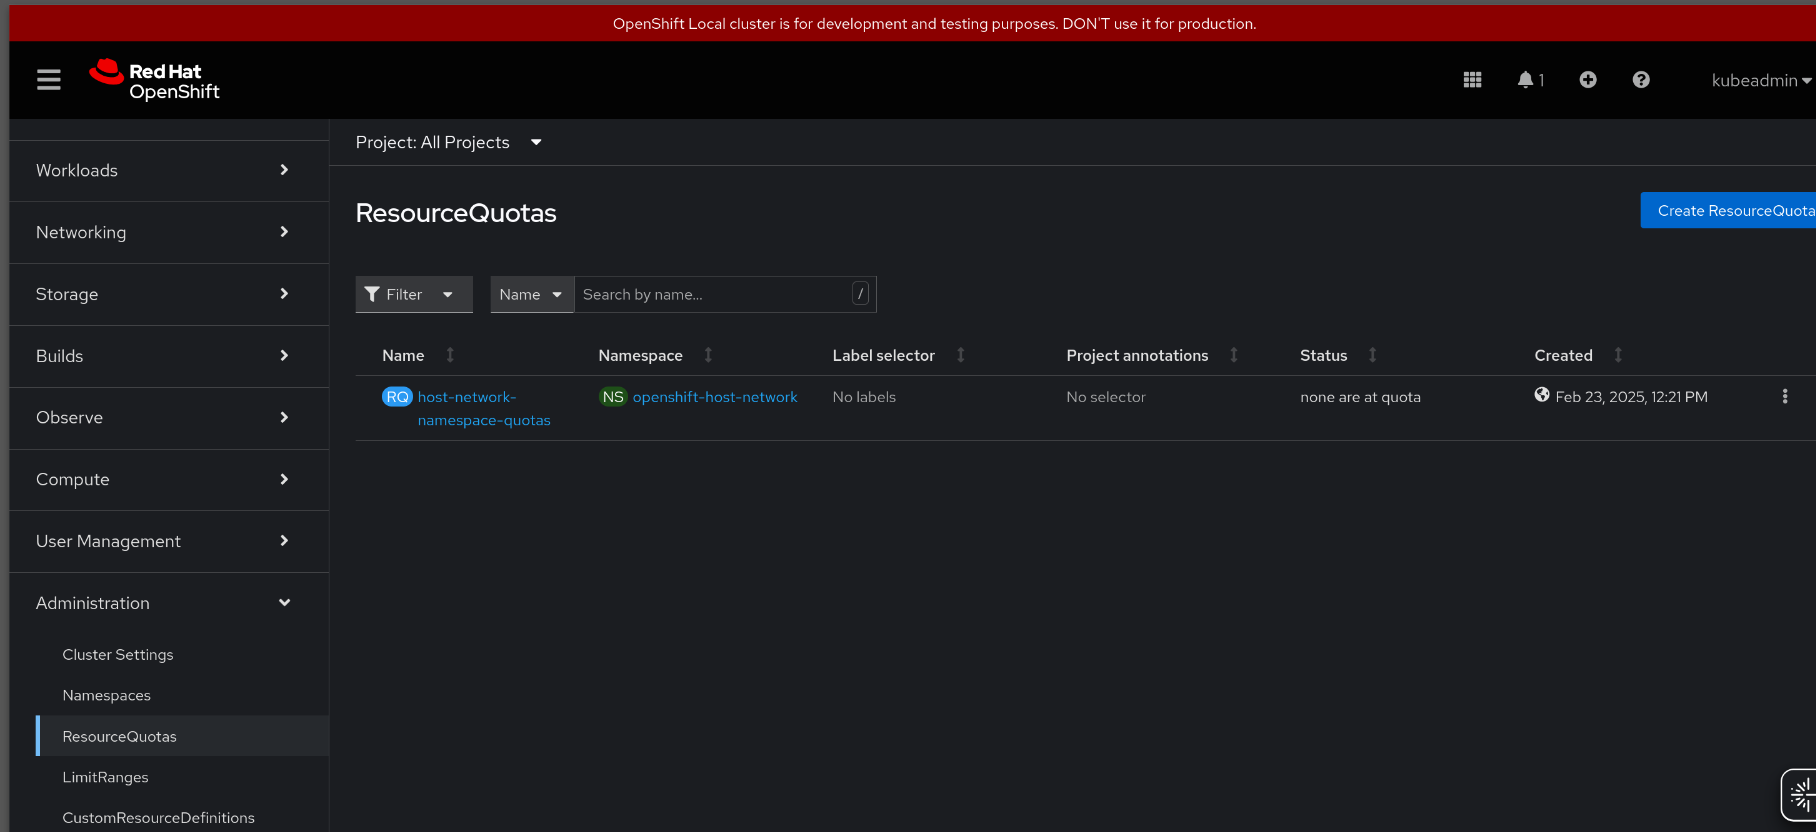 OpenShift Local cluster is for development and testing purposes. DON'T use it for production.
Red Hat
OpenShift
1
kubeadmin
Workloads
Networking
Storage
Builds
Observe
Compute
User Management
Administration
Cluster Settings
Namespaces
ResourceQuotas
LimitRanges
CustomResourceDefinitions
Project: All Projects
ResourceQuotas
Create ResourceQuota
Filter
Name
Search by name...
/
Name Namespace Label selector Project annotations Status Created
RQ host-network- NS openshift-host-network No labels No selector none are at quota Feb 23, 2025, 12:21 PM
namespace-quotas